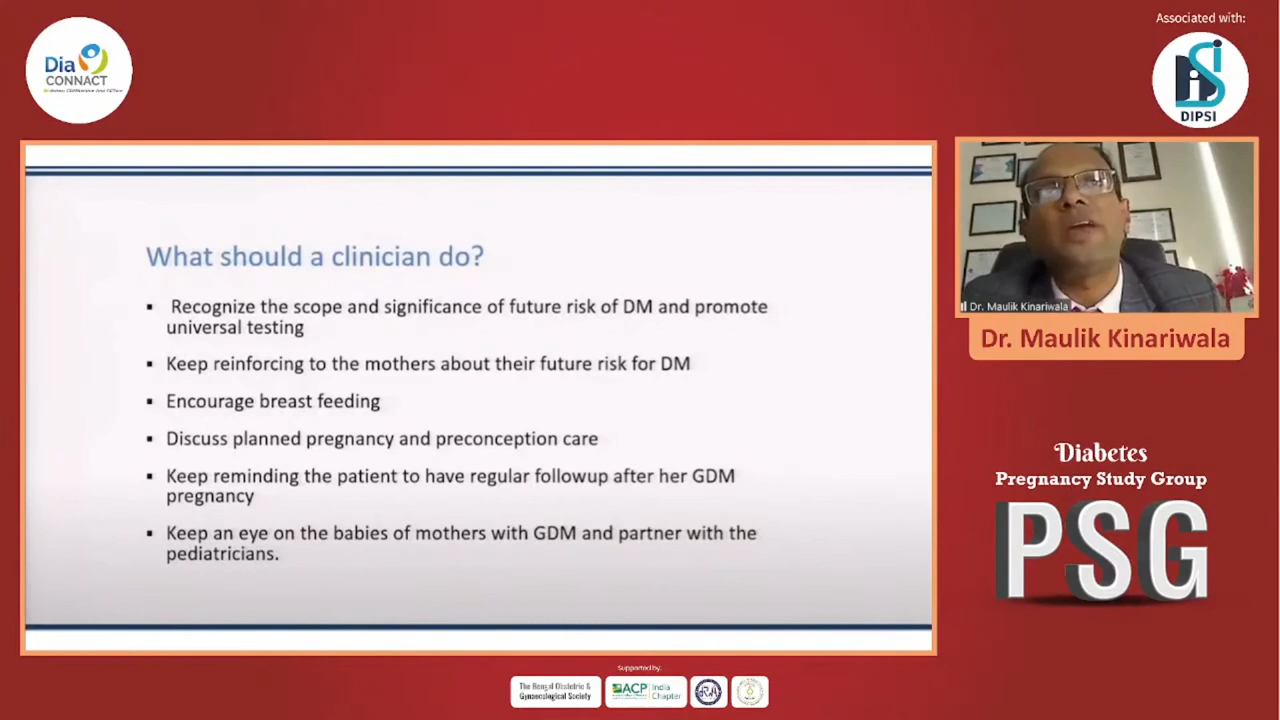 Associated with:
Dia
CONNACT
DIPSI
What should a clinician do?
▪ Recognize the scope and significance of future risk of DM and promote
universal testing
▪ Keep reinforcing to the mothers about their future risk for DM
▪ Encourage breast feeding
▪ Discuss planned pregnancy and preconception care
▪ Keep reminding the patient to have regular followup after her GDM
pregnancy
▪ Keep an eye on the babies of mothers with GDM and partner with the
pediatricians.
Dr. Maulik Kinariwala
Dr. Maulik Kinariwala
Diabetes
Pregnancy Study Group
PSG
Supported by:
The Bengal Obstetric &
Gynaecological Society
ACP
India
Chapter